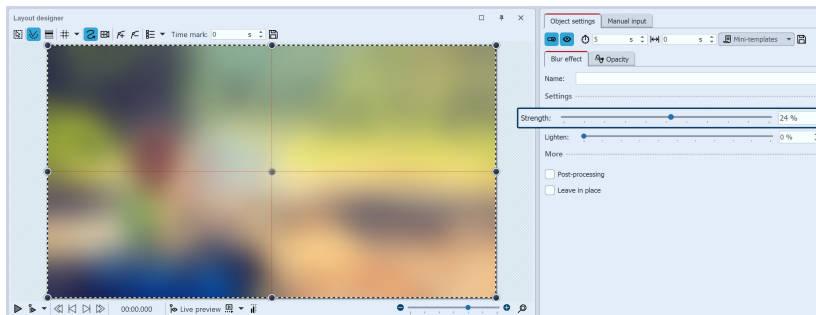 Layout designer
Time mark: 0 s
00:00.000 Live preview
Object settings Manual input
5 s 0 s Mini-templates
Blur effect Opacity
Name:
Settings
Strength: 24 %
Lighten: 0 %
More
Post-processing
Leave in place